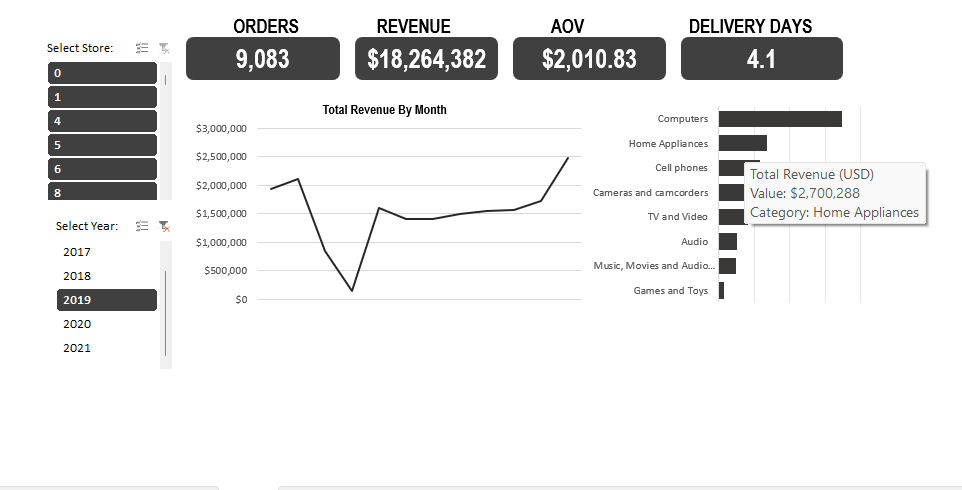 ORDERS
9,083
REVENUE
$18,264,382
AOV
$2,010.83
DELIVERY DAYS
4.1
Select Store:
0
1
4
5
6
8
Select Year:
2017
2018
2019
2020
2021
Total Revenue By Month
$3,000,000
$2,500,000
$2,000,000
$1,500,000
$1,000,000
$500,000
$0
Computers
Home Appliances
Cell phones
Cameras and camcorders
TV and Video
Audio
Music, Movies and Audio...
Games and Toys
Total Revenue (USD)
Value: $2,700,288
Category: Home Appliances